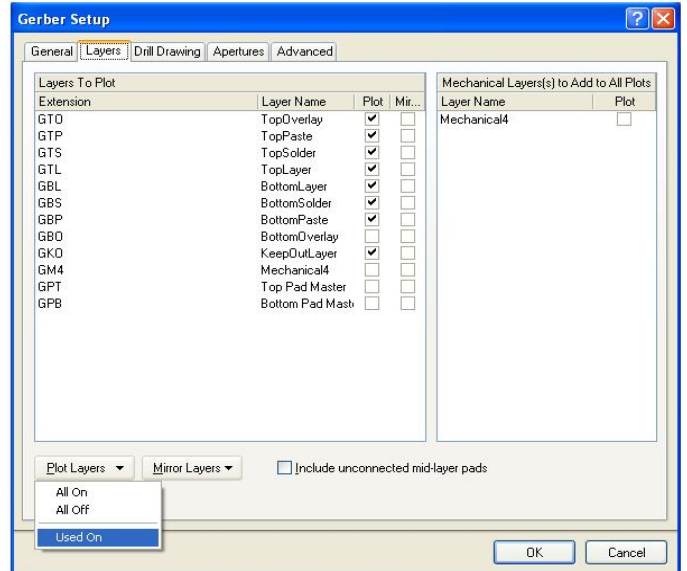 Gerber Setup
General Layers Drill Drawing Apertures Advanced
Layers To Plot
Extension Layer Name Plot Mir...
GTO TopOverlay
GTP TopPaste
GTS TopSolder
GTL TopLayer
GBL BottomLayer
GBS BottomSolder
GBP BottomPaste
GBO BottomOverlay
GKO KeepOutLayer
GM4 Mechanical4
GPT Top Pad Master
GPB Bottom Pad Mast
Mechanical Layers(s) to Add to All Plots
Layer Name Plot
Mechanical4
Plot Layers Mirror Layers Include unconnected mid-layer pads
All On
All Off
Used On
OK Cancel